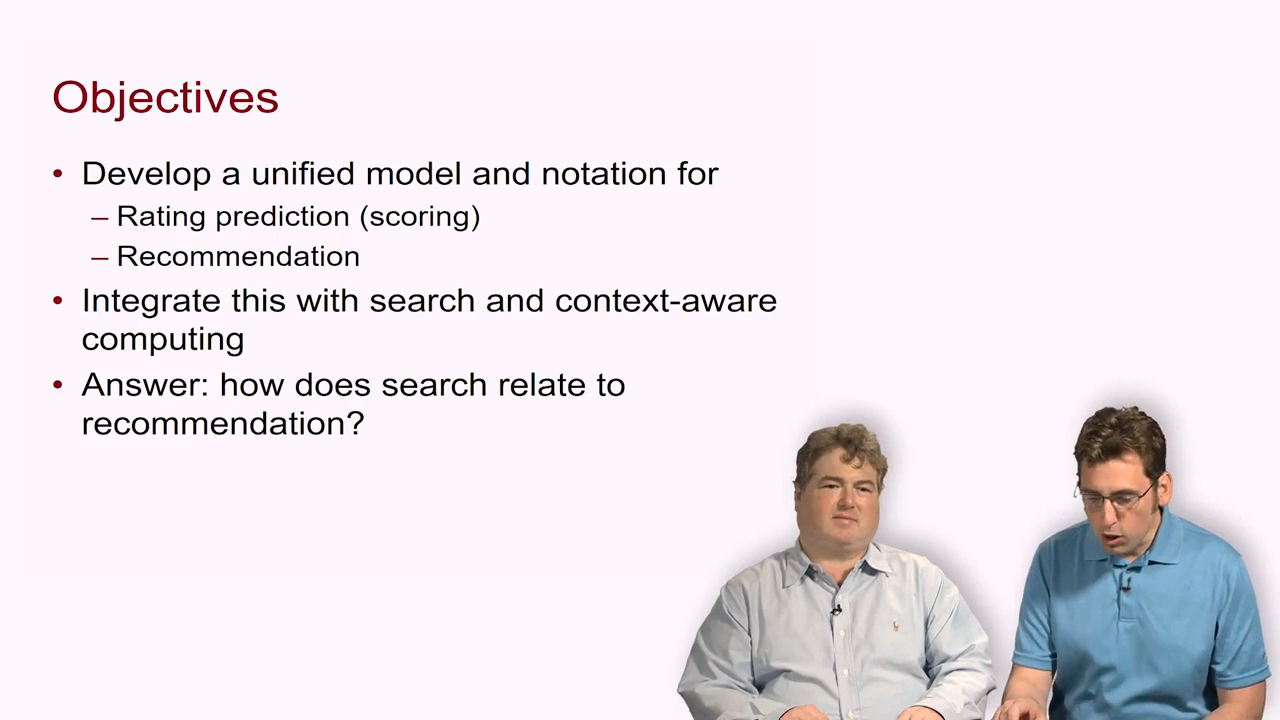 Objectives
• Develop a unified model and notation for
– Rating prediction (scoring)
– Recommendation
• Integrate this with search and context-aware
computing
• Answer: how does search relate to
recommendation?